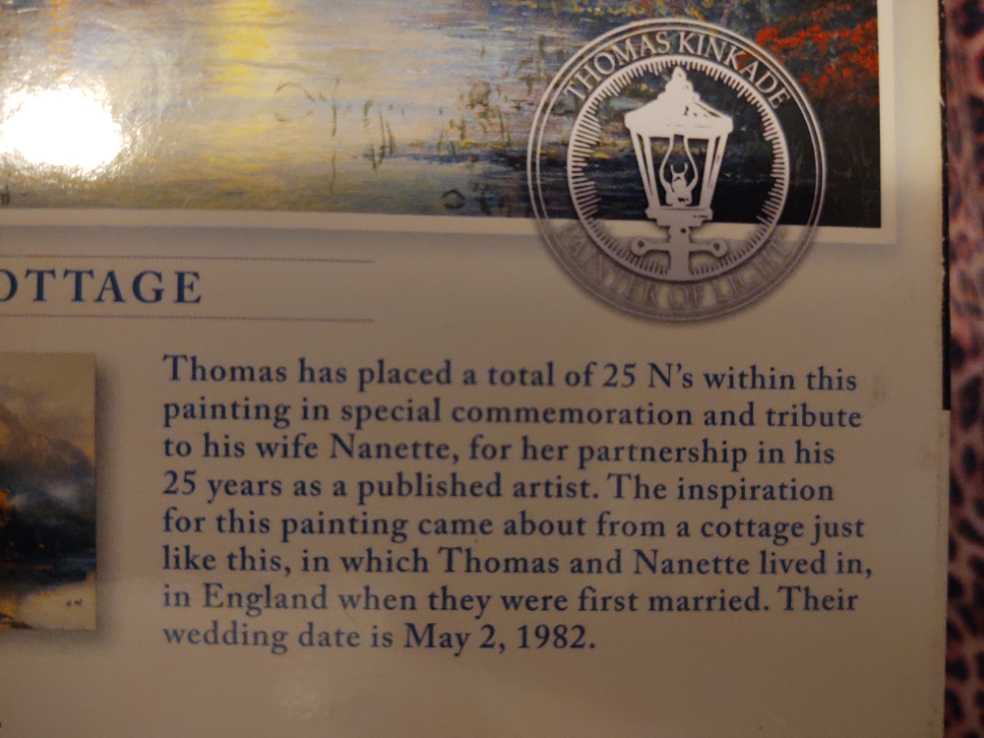 THOMAS KINKADE
PAINTER OF LIGHT
OTTAGE
Thomas has placed a total of 25 N's within this
painting in special commemoration and tribute
to his wife Nanette, for her partnership in his
25 years as a published artist. The inspiration
for this painting came about from a cottage just
like this, in which Thomas and Nanette lived in,
in England when they were first married. Their
wedding date is May 2, 1982.